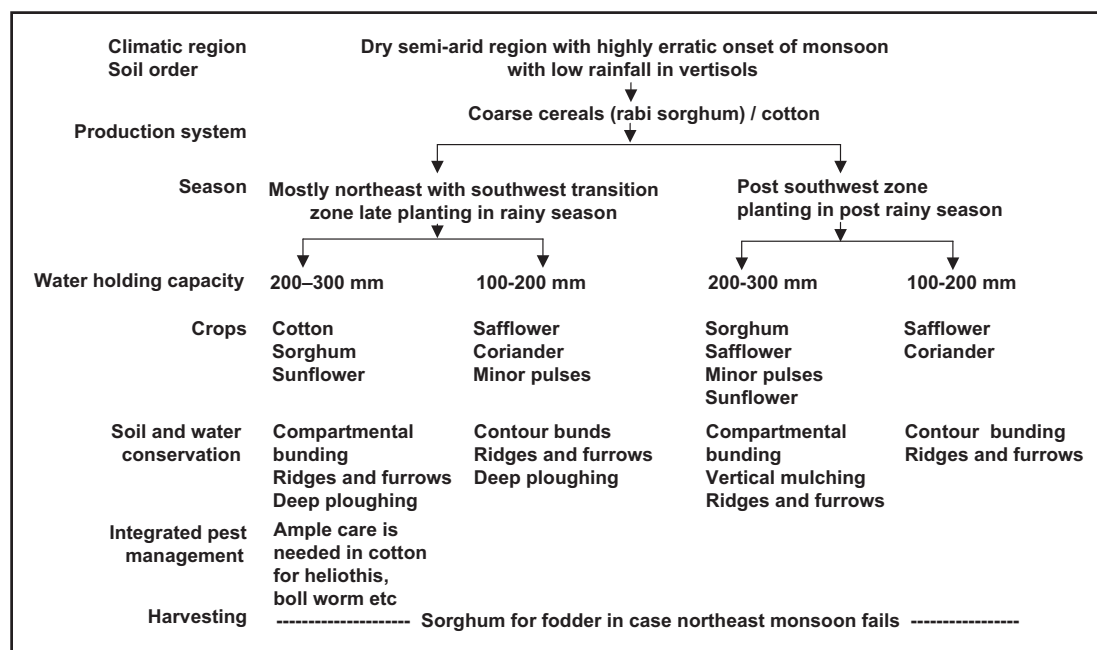 Climatic region
Soil order
Dry semi-arid region with highly erratic onset of monsoon
with low rainfall in vertisols
Production system
Coarse cereals (rabi sorghum) / cotton
Season
Mostly northeast with southwest transition
zone late planting in rainy season
Post southwest zone
planting in post rainy season
Water holding capacity
200–300 mm
100-200 mm
200-300 mm
100-200 mm
Crops
Cotton
Sorghum
Sunflower
Safflower
Coriander
Minor pulses
Sorghum
Safflower
Minor pulses
Sunflower
Safflower
Coriander
Soil and water
conservation
Compartmental
bunding
Ridges and furrows
Deep ploughing
Contour bunds
Ridges and furrows
Deep ploughing
Compartmental
bunding
Vertical mulching
Ridges and furrows
Contour bunding
Ridges and furrows
Integrated pest
management
Ample care is
needed in cotton
for heliothis,
boll worm etc
Harvesting
--------------------- Sorghum for fodder in case northeast monsoon fails -----------------